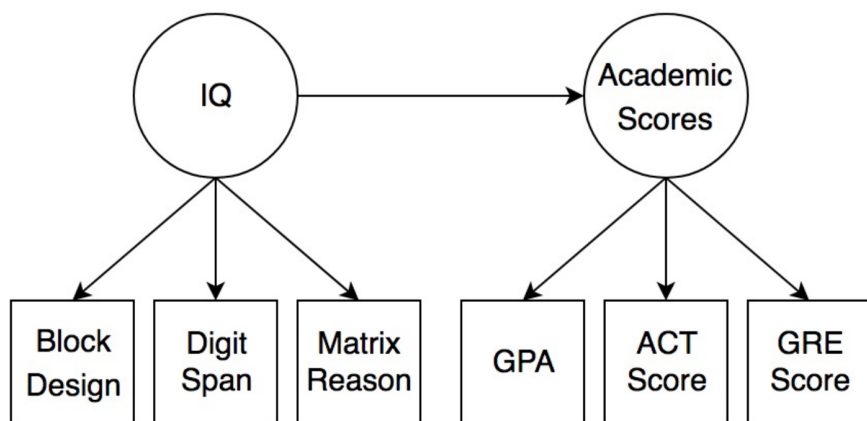 IQ
Academic
Scores
Block
Design
Digit
Span
Matrix
Reason
GPA
ACT
Score
GRE
Score